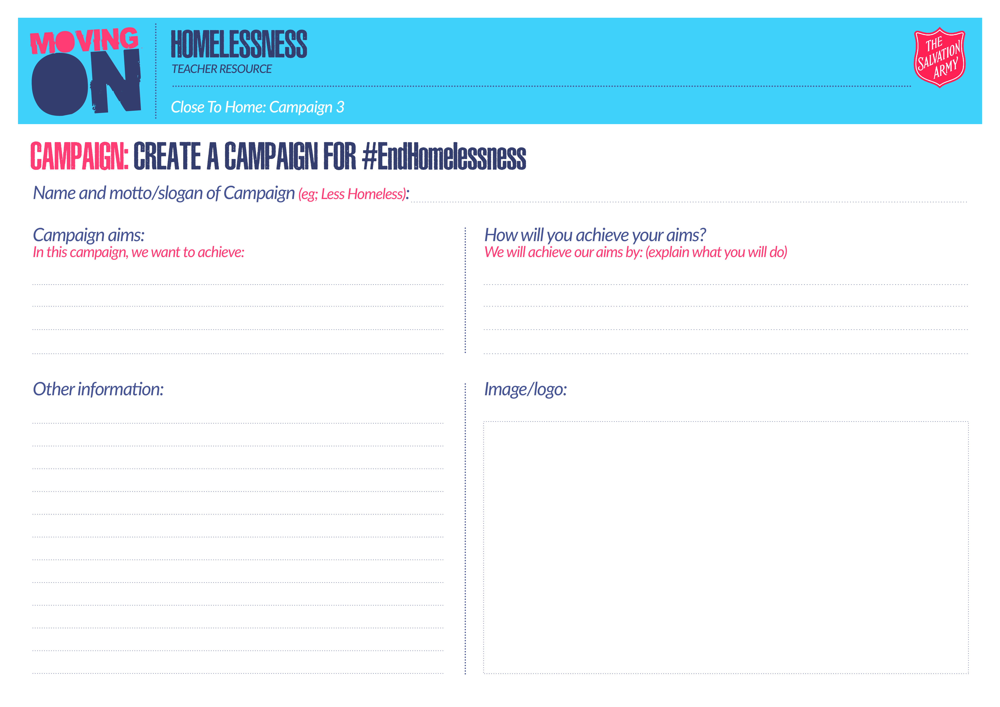 MOVING
ON
HOMELESSNESS
TEACHER RESOURCE
Close To Home: Campaign 3
THE
SALVATION
ARMY
CAMPAIGN: CREATE A CAMPAIGN FOR #EndHomelessness
Name and motto/slogan of Campaign (eg; Less Homeless):
Campaign aims:
In this campaign, we want to achieve:
How will you achieve your aims?
We will achieve our aims by: (explain what you will do)
Other information:
Image/logo: